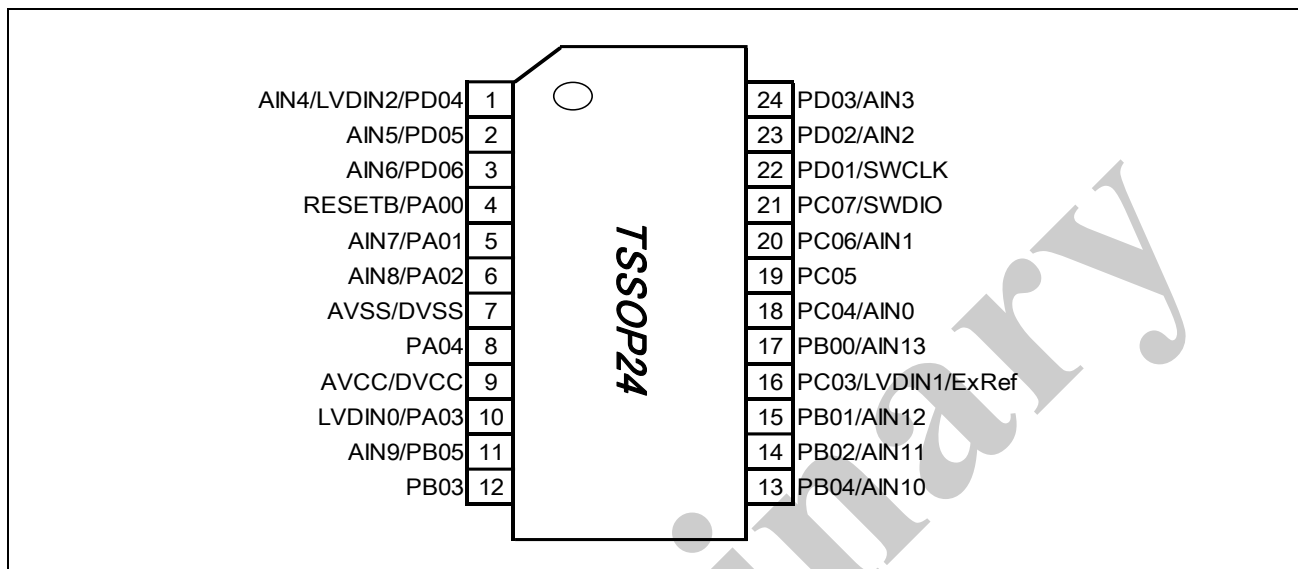 AIN4/LVDIN2/PD04 1
AIN5/PD05 2
AIN6/PD06 3
RESETB/PA00 4
AIN7/PA01 5
AIN8/PA02 6
AVSS/DVSS 7
PA04 8
AVCC/DVCC 9
LVDIN0/PA03 10
AIN9/PB05 11
PB03 12
TSSOP24
24 PD03/AIN3
23 PD02/AIN2
22 PD01/SWCLK
21 PC07/SWDIO
20 PC06/AIN1
19 PC05
18 PC04/AIN0
17 PB00/AIN13
16 PC03/LVDIN1/ExRef
15 PB01/AIN12
14 PB02/AIN11
13 PB04/AIN10
inary